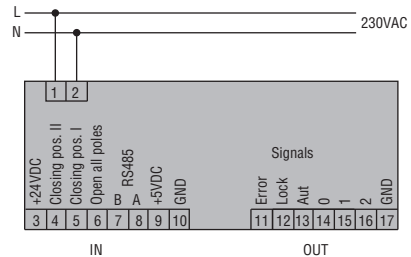 L
N
230VAC
1 2
+24VDC
Closing pos. II
Closing pos. I
Open all poles
B
A
RS485
+5VDC
GND
Signals
Error
Lock
Aut
0
1
2
GND
3 4 5 6 7 8 9 10
11 12 13 14 15 16 17
IN
OUT